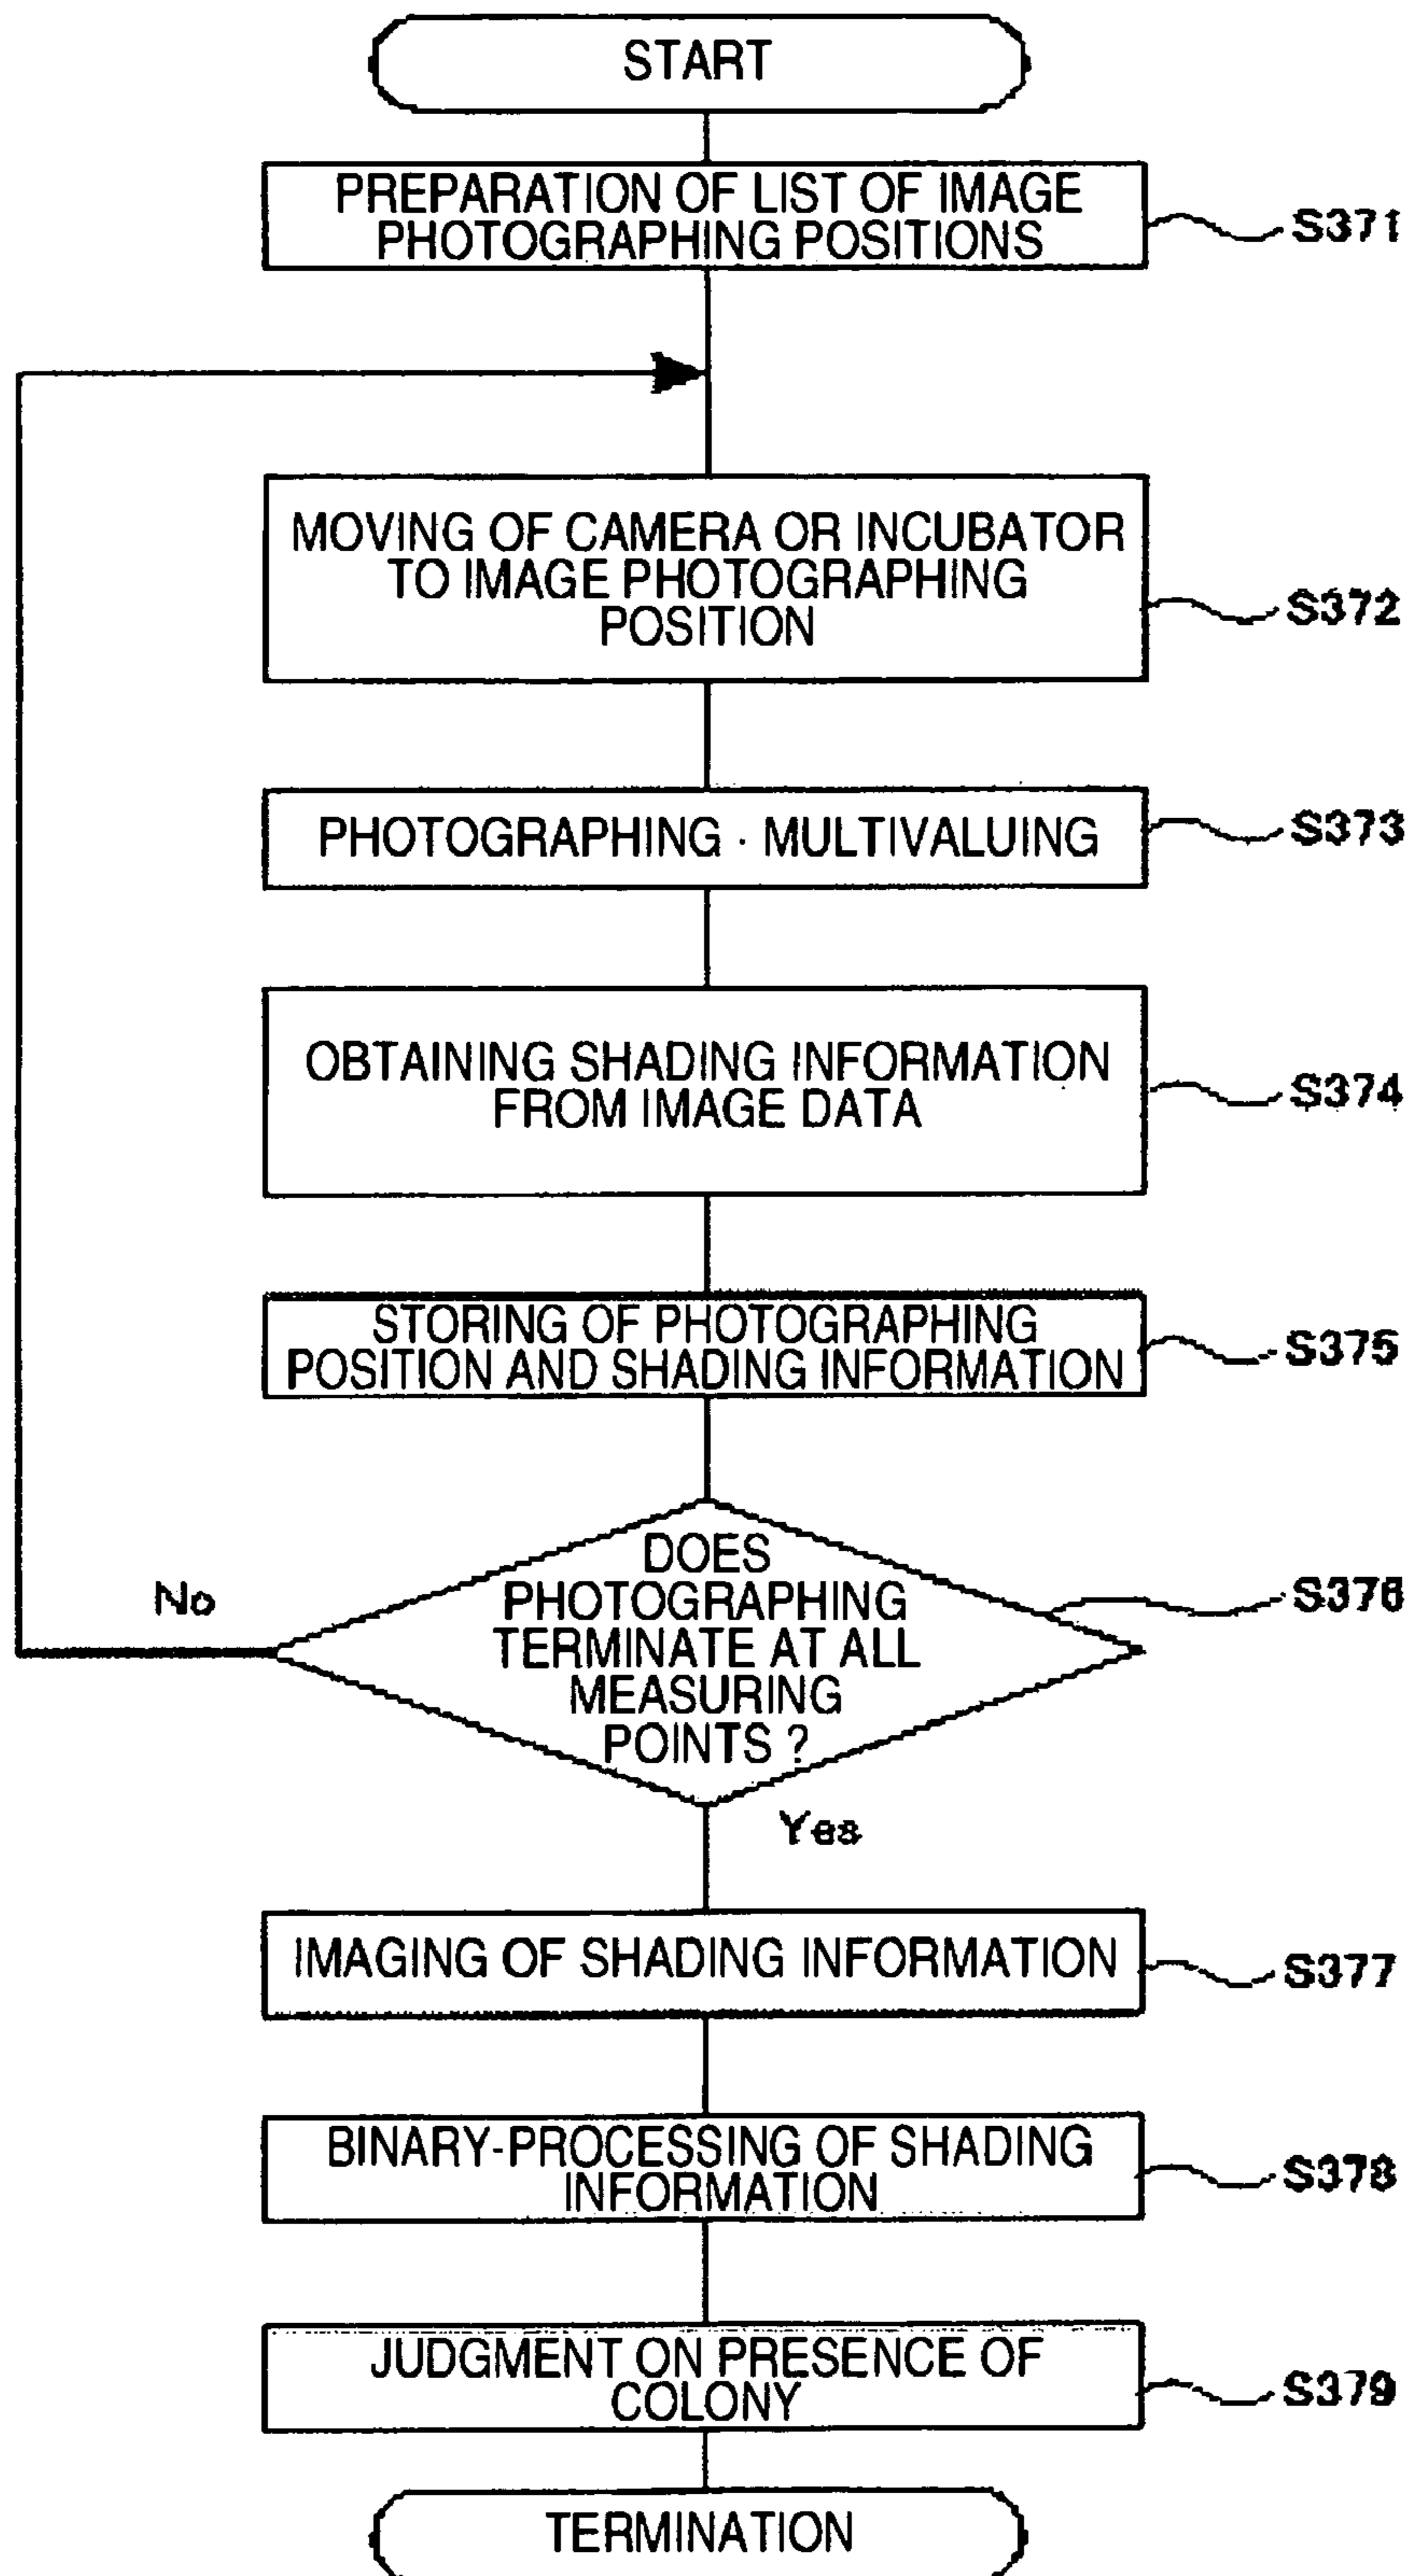 START
PREPARATION OF LIST OF IMAGE
PHOTOGRAPHING POSITIONS
S371
MOVING OF CAMERA OR INCUBATOR
TO IMAGE PHOTOGRAPHING
POSITION
S372
PHOTOGRAPHING · MULTIVALUING
S373
OBTAINING SHADING INFORMATION
FROM IMAGE DATA
S374
STORING OF PHOTOGRAPHING
POSITION AND SHADING INFORMATION
S375
DOES
PHOTOGRAPHING
TERMINATE AT ALL
MEASURING
POINTS ?
S376
No
Yes
IMAGING OF SHADING INFORMATION
S377
BINARY-PROCESSING OF SHADING
INFORMATION
S378
JUDGMENT ON PRESENCE OF
COLONY
S379
TERMINATION